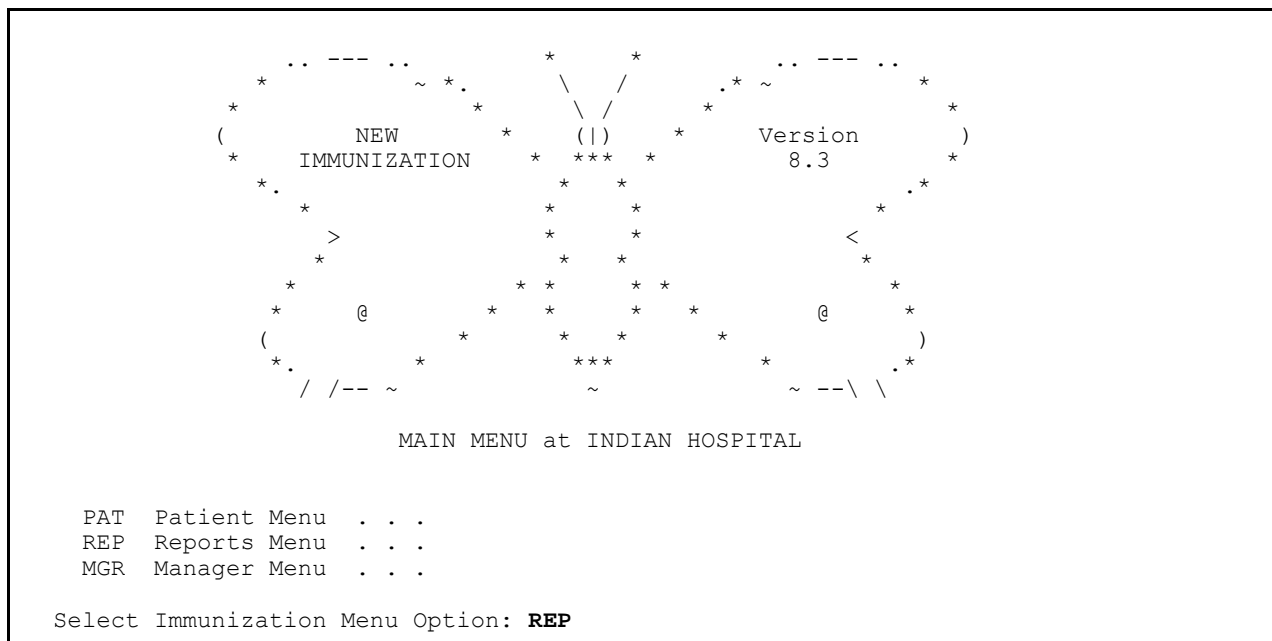 NEW Version
IMMUNIZATION 8.3
MAIN MENU at INDIAN HOSPITAL
PAT Patient Menu . . .
REP Reports Menu . . .
MGR Manager Menu . . .
Select Immunization Menu Option: REP